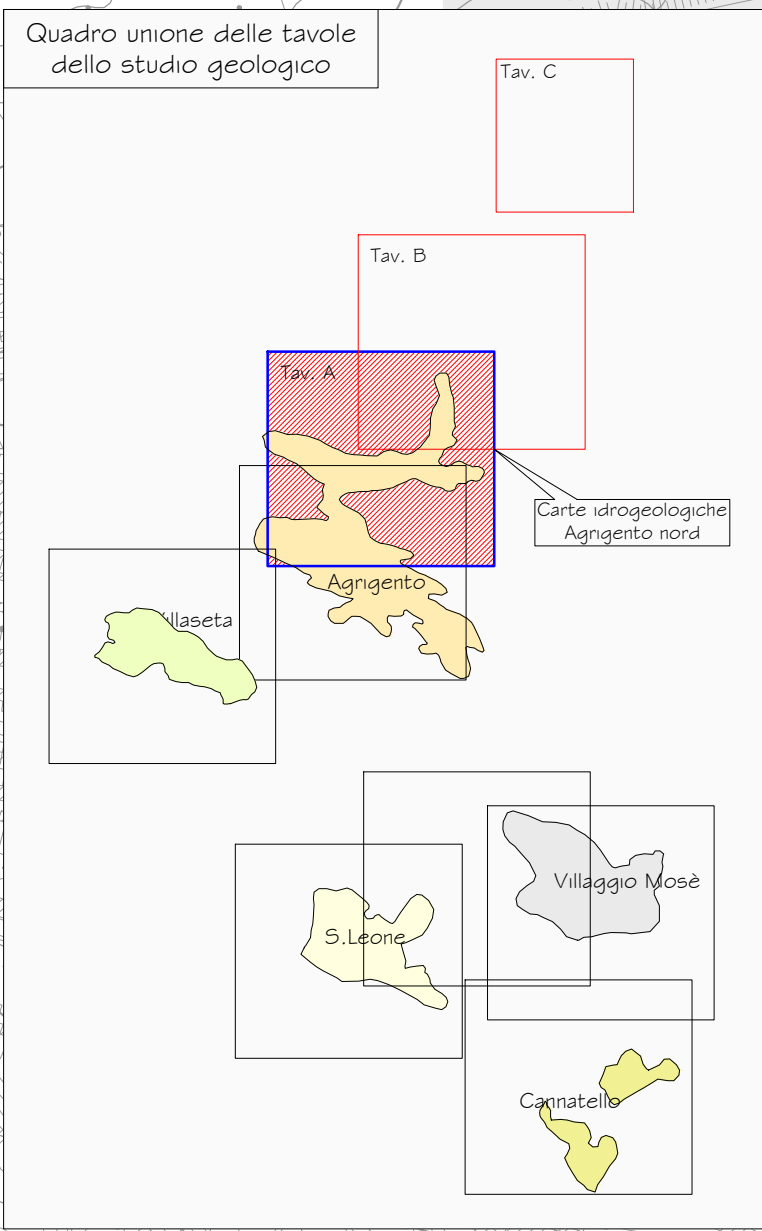 Quadro unione delle tavole
dello studio geologico
Tav. C
Tav. B
Tav. A
Carte idrogeologiche
Agrigento nord
Agrigento
illaseta
Villaggio Mosè
S.Leone
Cannatello